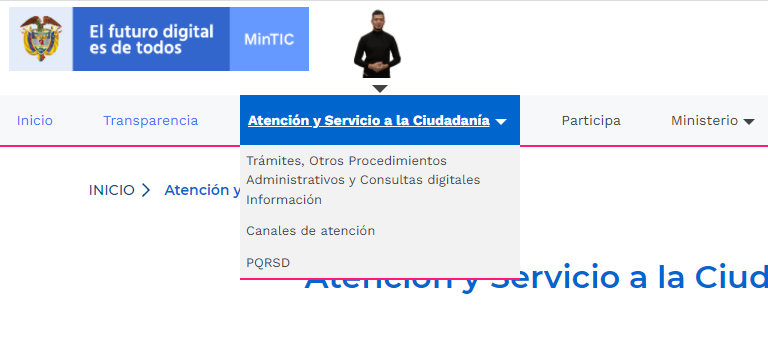 El futuro digital
es de todos
MinTIC
Inicio
Transparencia
Atención y Servicio a la Ciudadanía
Participa
Ministerio
Trámites, Otros Procedimientos
Administrativos y Consultas digitales
Información
Canales de atención
PQRSD
INICIO
Atención y
Atención y Servicio a la Ciud